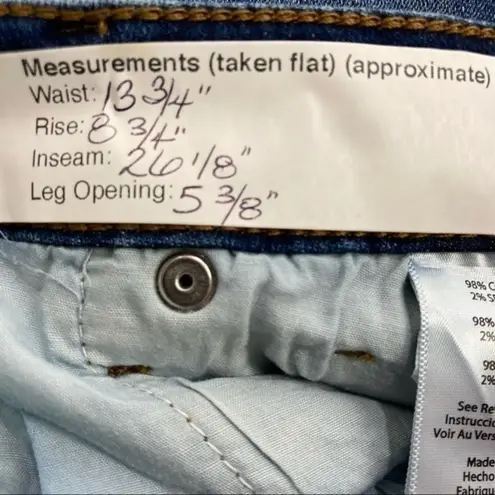 Measurements (taken flat) (approximate)
Waist: 13 3/4"
Rise: 8 3/4"
Inseam: 26 1/8"
Leg Opening: 5 3/8"
98% C
2% S
98%
2%
98
2%
See Re
Instrucci
Voir Au Vers
Made
Hecho
Fabriqu